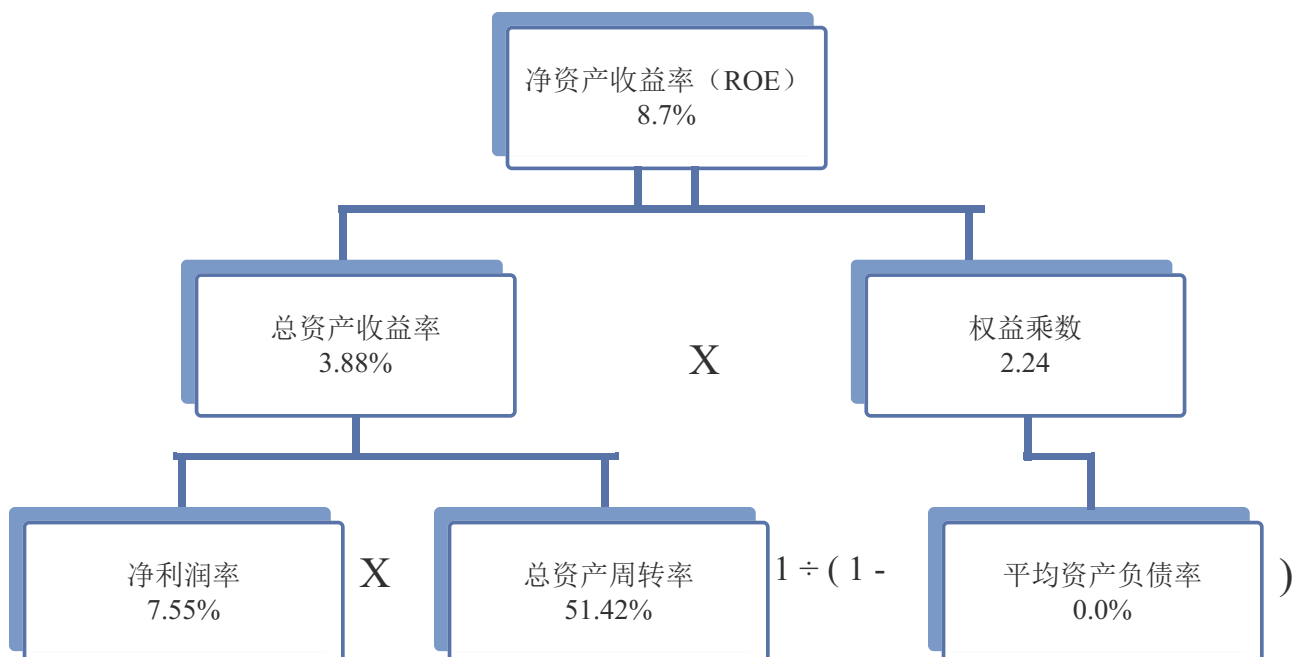 净资产收益率（ROE）
8.7%
总资产收益率
3.88%
X
权益乘数
2.24
净利润率
7.55%
X
总资产周转率
51.42%
1 ÷ ( 1 -
平均资产负债率
0.0%
)